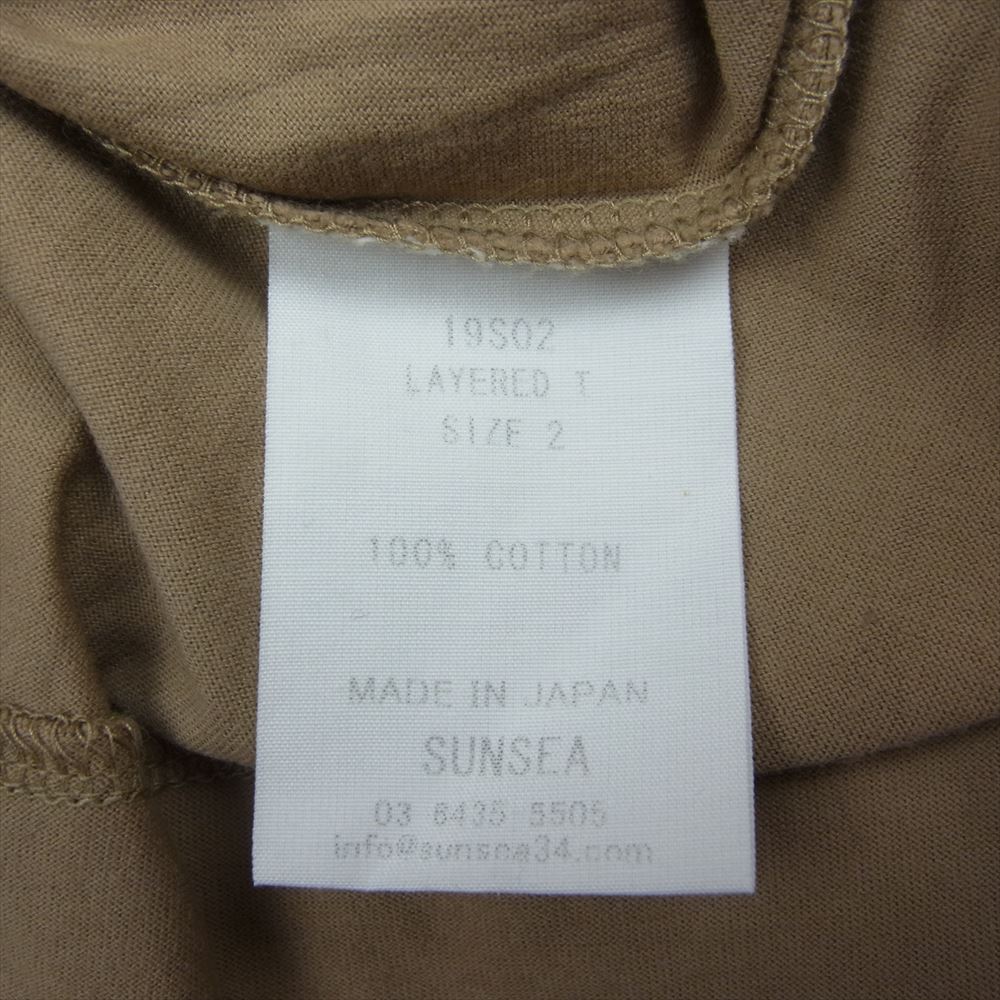 19S02
LAYERED T
SIZE 2
100% COTTON
MADE IN JAPAN
SUNSEA
03 6435 5505
info@sunsea34.com